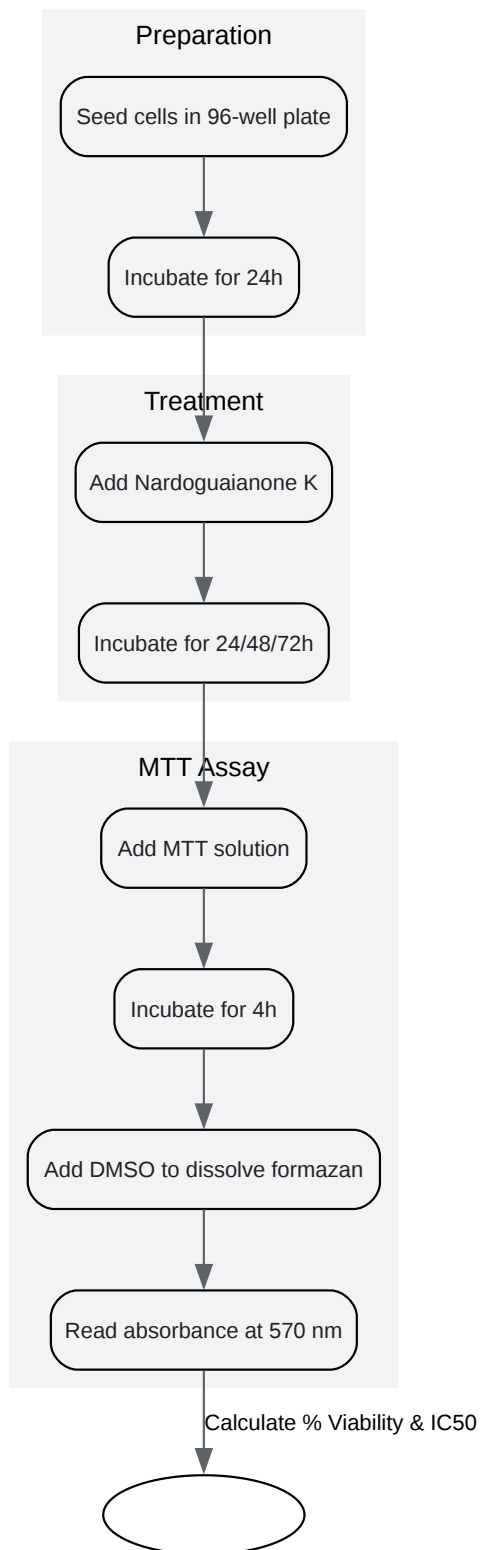 Preparation
Seed cells in 96-well plate
Incubate for 24h
Treatment
Add Nardoguaianone K
Incubate for 24/48/72h
MTT Assay
Add MTT solution
Incubate for 4h
Add DMSO to dissolve formazan
Read absorbance at 570 nm
Calculate % Viability & IC50